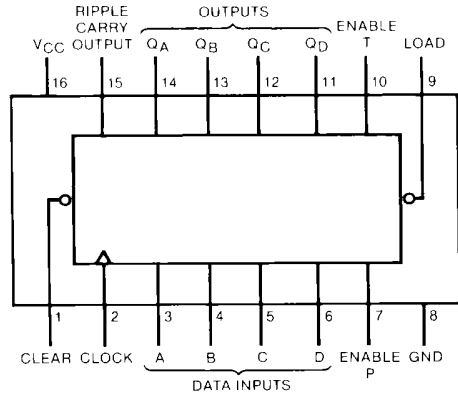 RIPPLE
CARRY
OUTPUT
OUTPUTS
ENABLE
T
VCC
QA QB QC QD
LOAD
16 15 14 13 12 11 10 9
1 2 3 4 5 6 7 8
CLEAR CLOCK A B C D ENABLE P GND
DATA INPUTS